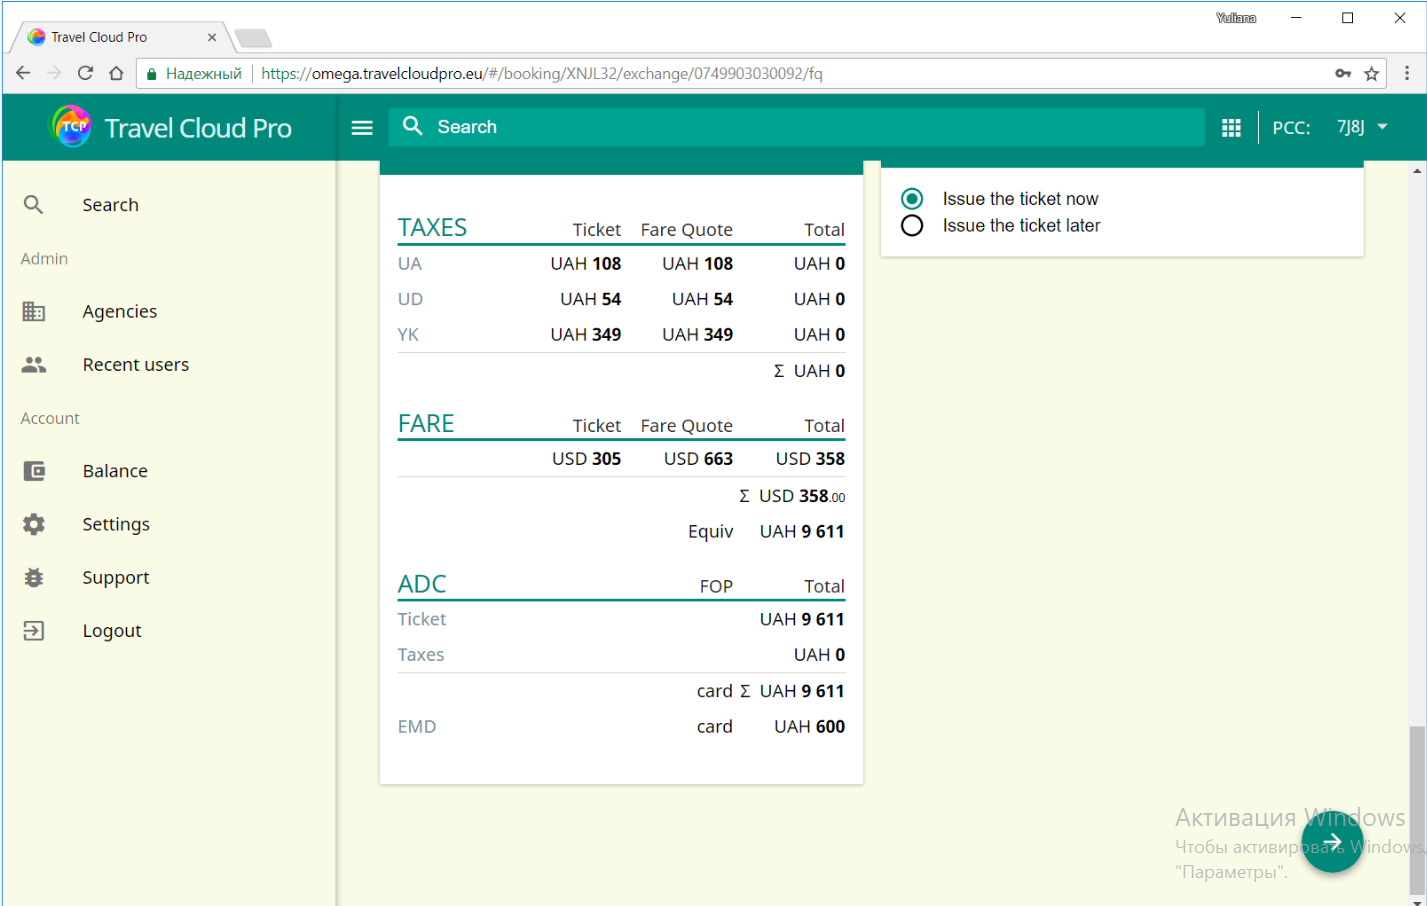 Yuliana
Travel Cloud Pro
Надежный https://omega.travelcloudpro.eu/#/booking/XNJL32/exchange/0749903030092/fq
TCP Travel Cloud Pro
Search
PCC: 7J8J
Search
Admin
Agencies
Recent users
Account
Balance
Settings
Support
Logout
TAXES Ticket Fare Quote Total
UA UAH 108 UAH 108 UAH 0
UD UAH 54 UAH 54 UAH 0
YK UAH 349 UAH 349 UAH 0
Σ UAH 0
FARE Ticket Fare Quote Total
USD 305 USD 663 USD 358
Σ USD 358.00
Equiv UAH 9 611
ADC FOP Total
Ticket UAH 9 611
Taxes UAH 0
card Σ UAH 9 611
EMD card UAH 600
Issue the ticket now
Issue the ticket later
Активация Windows
Чтобы активировать Windows,
"Параметры".